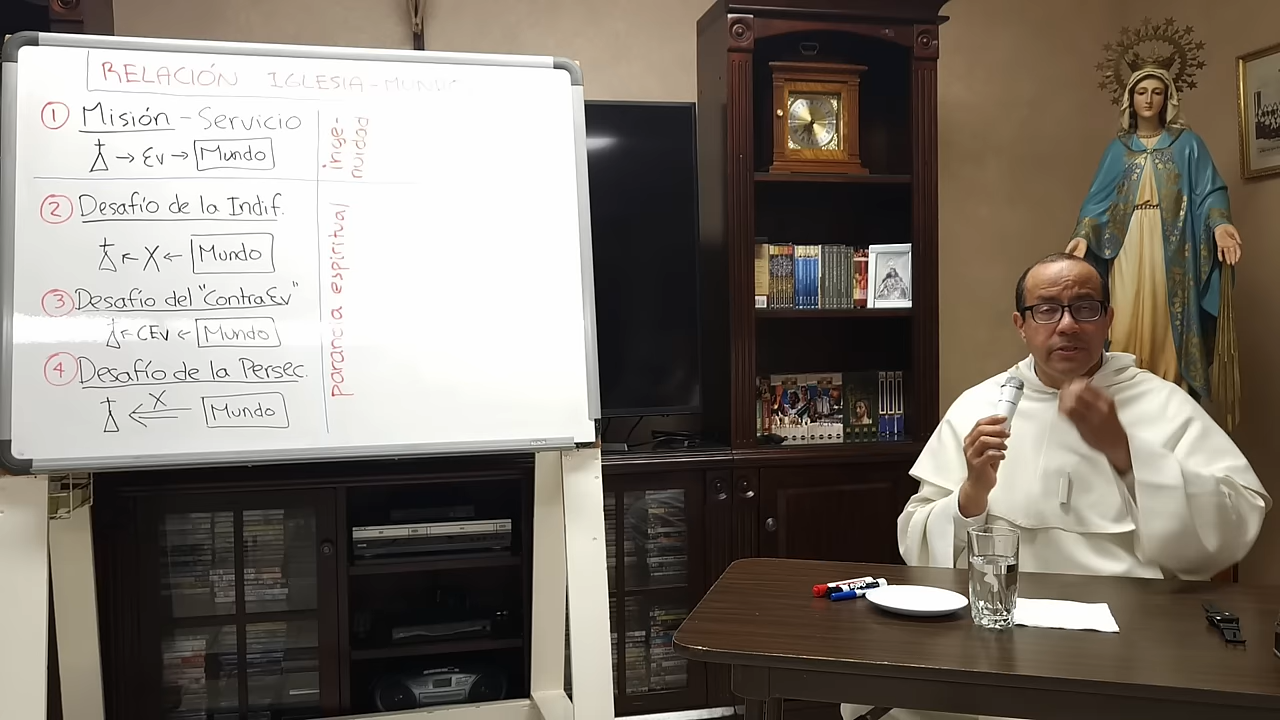 RELACIÓN IGLESIA-MUNDO
① Misión - Servicio
→ Ev → Mundo
② Desafío de la Indif.
← X ← Mundo
③ Desafío del "ContraEv"
← CEv ← Mundo
④ Desafío de la Persec.
X
Mundo
inge-
nuidad
paranoia espiritual